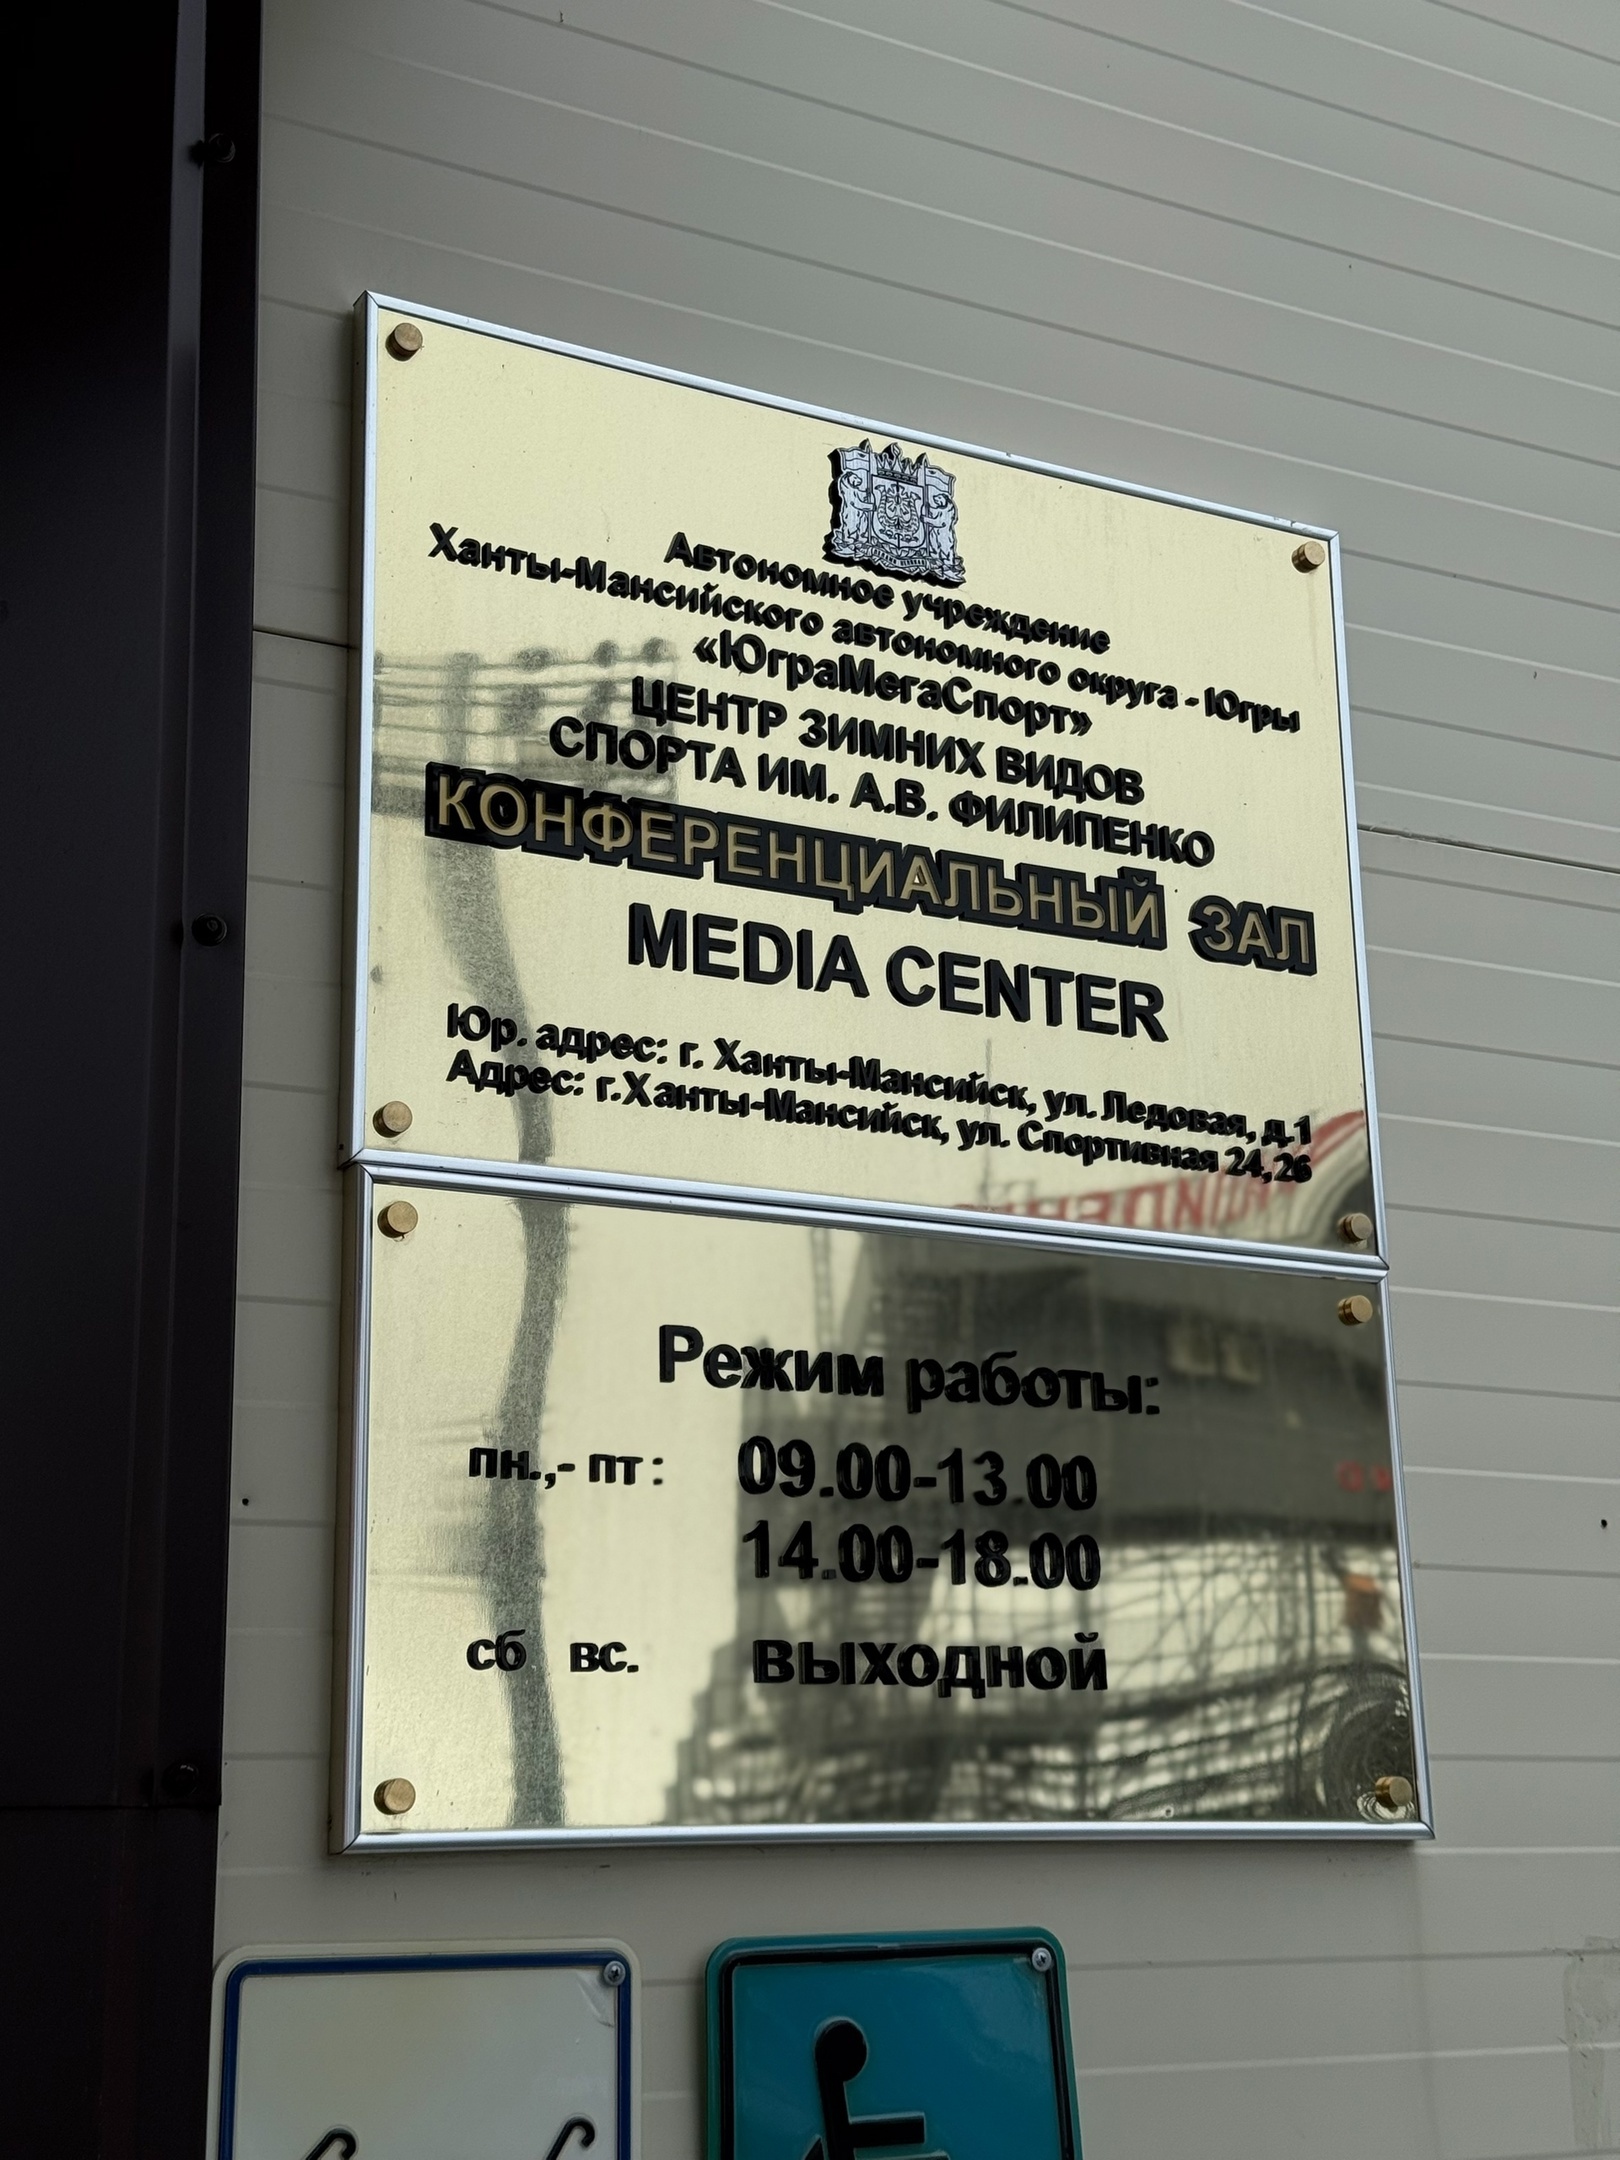 Автономное учреждение
Ханты-Мансийского автономного округа - Югры
«ЮграМегаСпорт»
ЦЕНТР ЗИМНИХ ВИДОВ
СПОРТА ИМ. А.В. ФИЛИПЕНКО
КОНФЕРЕНЦИАЛЬНЫЙ ЗАЛ
MEDIA CENTER
Юр. адрес: г. Ханты-Мансийск, ул. Ледовая, д.1
Адрес: г.Ханты-Мансийск, ул. Спортивная 24,26
Режим работы:
пн.,- пт: 09.00-13.00
14.00-18.00
сб вс. выходной